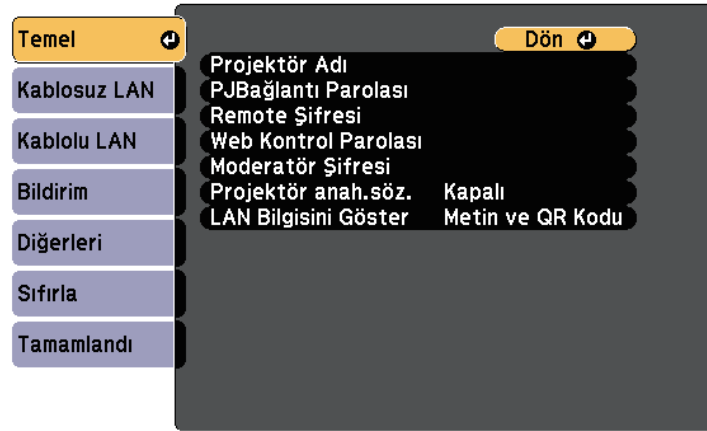 Temel
Kablosuz LAN
Kablolu LAN
Bildirim
Diğerleri
Sıfırla
Tamamlandı
Dön
Projektör Adı
PJBağlantı Parolası
Remote Şifresi
Web Kontrol Parolası
Moderatör Şifresi
Projektör anah.söz. Kapalı
LAN Bilgisini Göster Metin ve QR Kodu